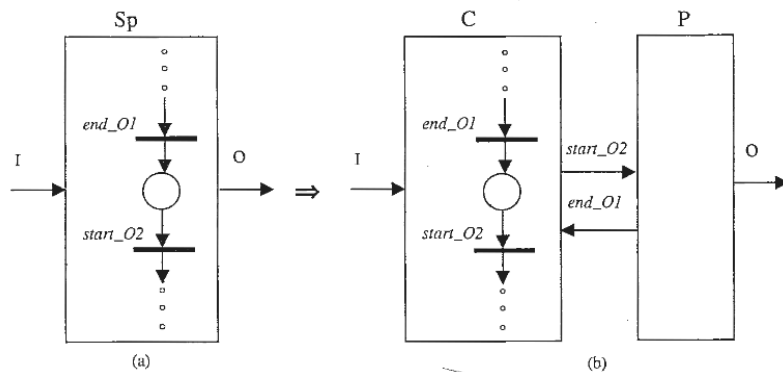 Sp
C
P
end_O1
end_O1
I
O
⇒
I
start_O2
O
end_O1
start_O2
start_O2
(a)
(b)